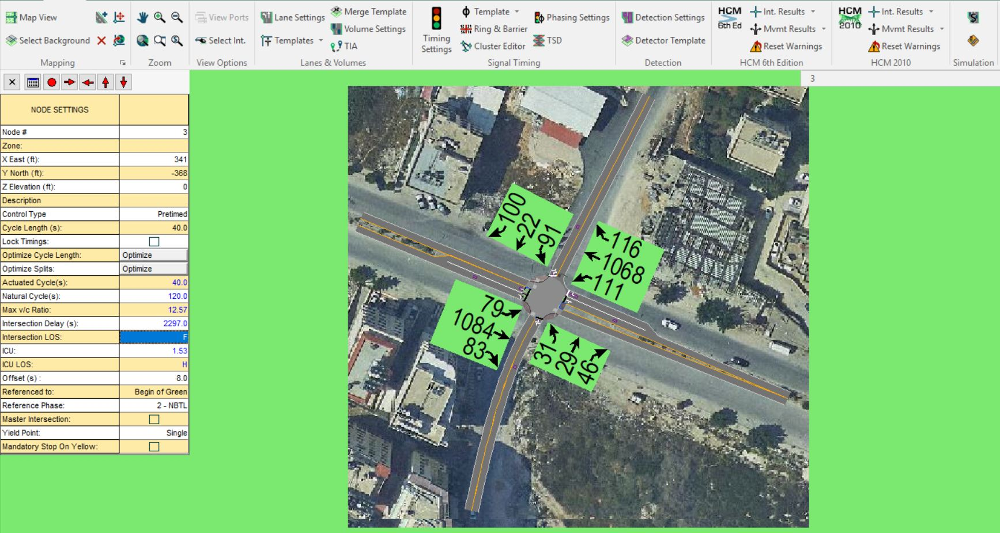 Map View
Select Background
Mapping
Zoom
View Ports
Select Int.
View Options
Lane Settings
Templates
Merge Template
Volume Settings
TIA
Lanes & Volumes
Timing
Settings
Template
Ring & Barrier
Cluster Editor
Phasing Settings
TSD
Signal Timing
Detection Settings
Detector Template
Detection
HCM
6th Ed
Int. Results
Mvmt Results
Reset Warnings
HCM 6th Edition
HCM
2010
Int. Results
Mvmt Results
Reset Warnings
HCM 2010
Simulation
3
NODE SETTINGS
Node # 3
Zone:
X East (ft): 341
Y North (ft): -368
Z Elevation (ft): 0
Description
Control Type Pretimed
Cycle Length (s): 40.0
Lock Timings:
Optimize Cycle Length: Optimize
Optimize Splits: Optimize
Actuated Cycle(s): 40.0
Natural Cycle(s): 120.0
Max v/c Ratio: 12.57
Intersection Delay (s): 2297.0
Intersection LOS: F
ICU: 1.53
ICU LOS: H
Offset (s) : 8.0
Referenced to: Begin of Green
Reference Phase: 2 - NBTL
Master Intersection:
Yield Point: Single
Mandatory Stop On Yellow:
100
22
91
116
1068
111
79
1084
83
31
29
46